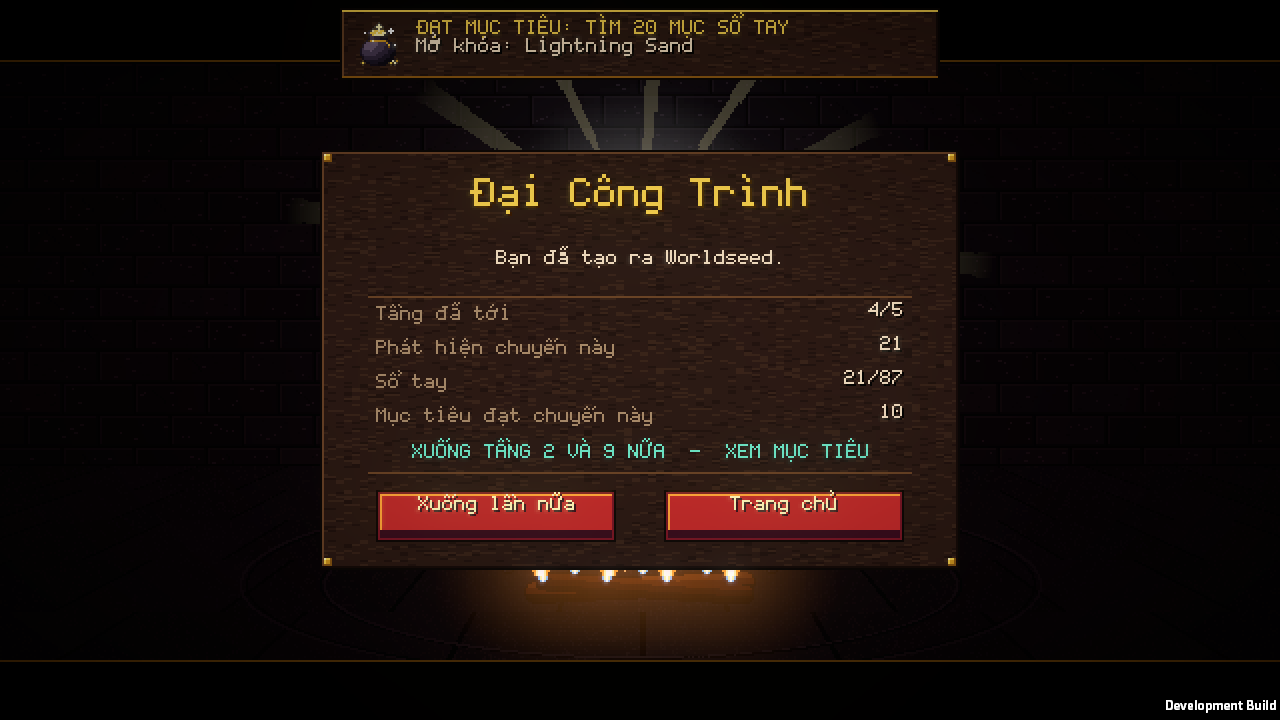 ĐẠT MỤC TIÊU: TÌM 20 MỤC SỔ TAY
Mở khóa: Lightning Sand
Đại Công Trình
Bạn đã tạo ra Worldseed.
Tầng đã tới 4/5
Phát hiện chuyến này 21
Sổ tay 21/87
Mục tiêu đạt chuyến này 10
XUỐNG TẦNG 2 VÀ 9 NỮA - XEM MỤC TIÊU
Xuống lần nữa Trang chủ
Development Build